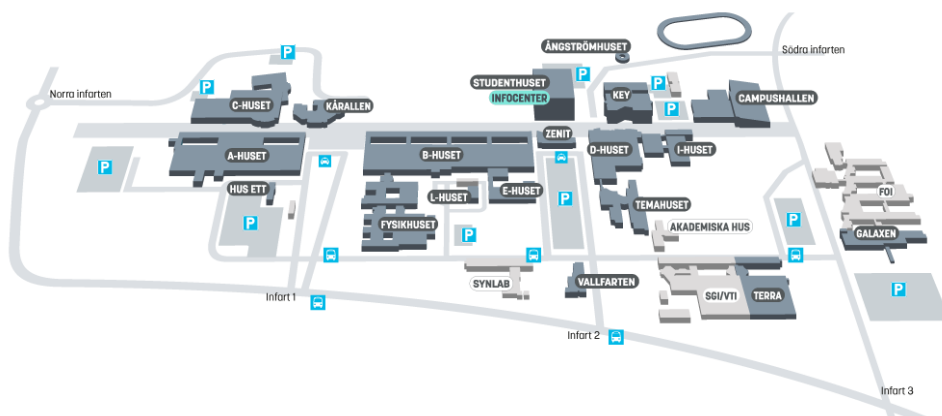 ÅNGSTRÖMHUSET
Södra infarten
P
P
STUDENTHUSET
P
P
INFOCENTER
KEY
CAMPUSHALLEN
Norra infarten
P
C-HUSET
KÅRALLEN
P
ZENIT
A-HUSET
B-HUSET
D-HUSET
I-HUSET
P
HUS ETT
L-HUSET
E-HUSET
P
TEMAHUSET
FOI
P
FYSIKHUSET
P
AKADEMISKA HUS
P
GALAXEN
SYNLAB
VALLFARTEN
SGI/VTI
TERRA
P
Infart 1
Infart 2
Infart 3